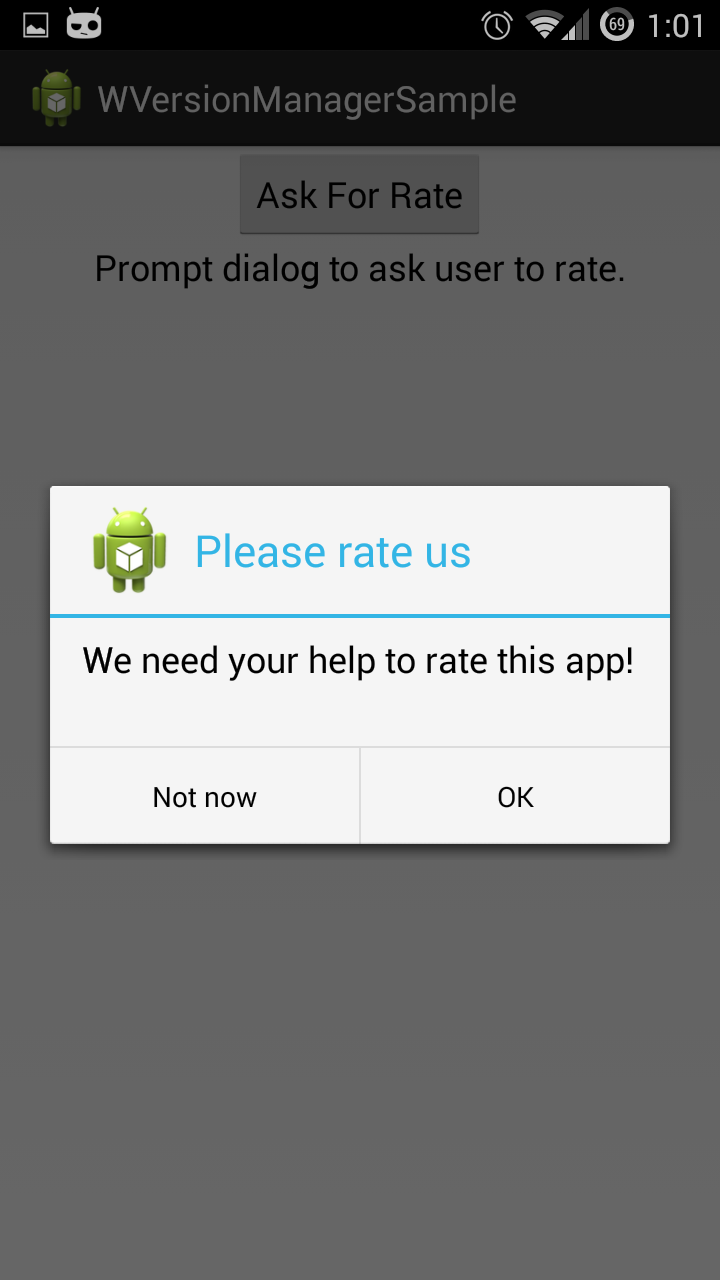 69 1:01
WVersionManagerSample
Ask For Rate
Prompt dialog to ask user to rate.
Please rate us
We need your help to rate this app!
Not now OK